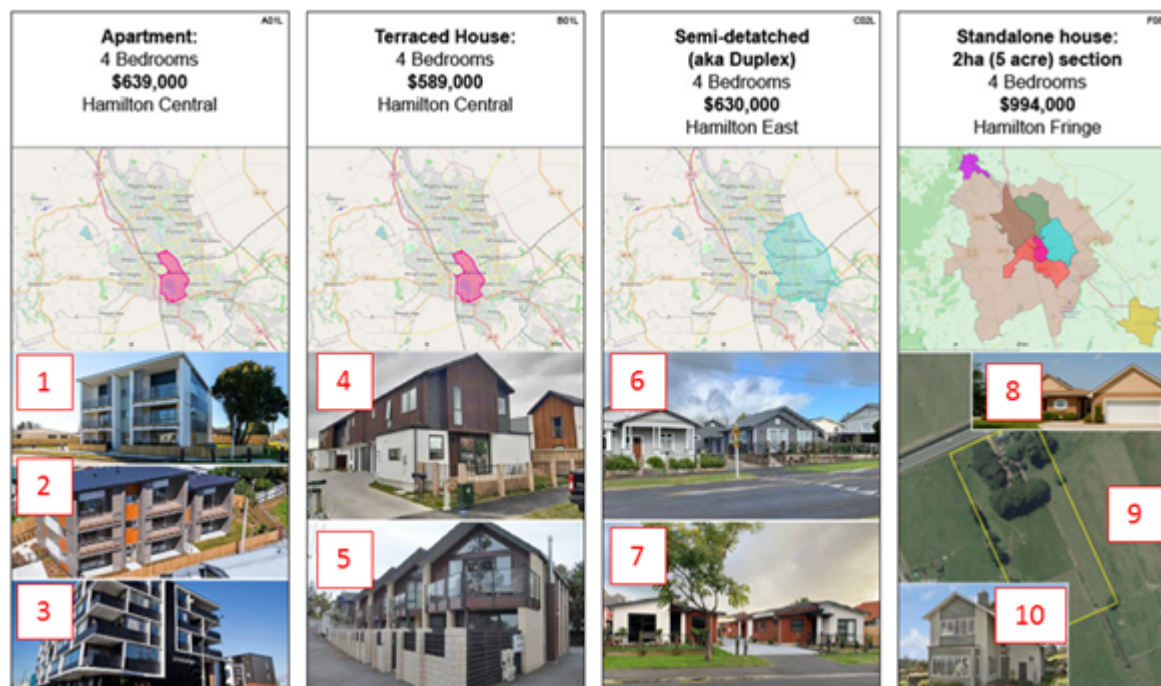 A01L
Apartment:
4 Bedrooms
$639,000
Hamilton Central
1
2
3
B01L
Terraced House:
4 Bedrooms
$589,000
Hamilton Central
4
5
C02L
Semi-detatched
(aka Duplex)
4 Bedrooms
$630,000
Hamilton East
6
7
Standalone house:
2ha (5 acre) section
4 Bedrooms
$994,000
Hamilton Fringe
8
9
10